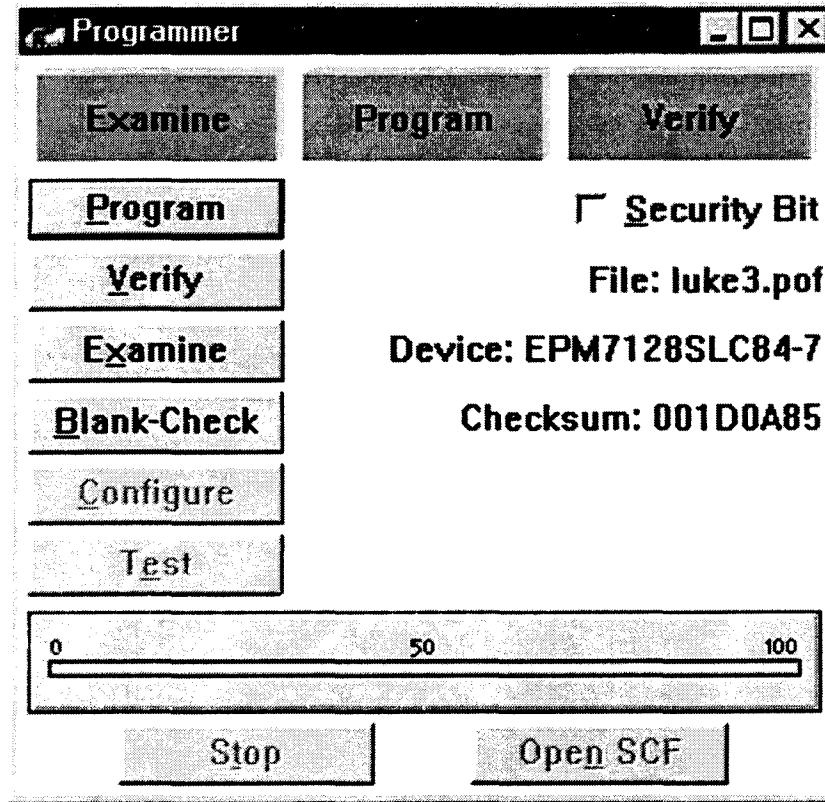 Programmer
Examine Program Verify
Program Security Bit
Verify File: luke3.pof
Examine Device: EPM7128SLC84-7
Blank-Check Checksum: 001D0A85
Configure
Test
0 50 100
Stop Open SCF